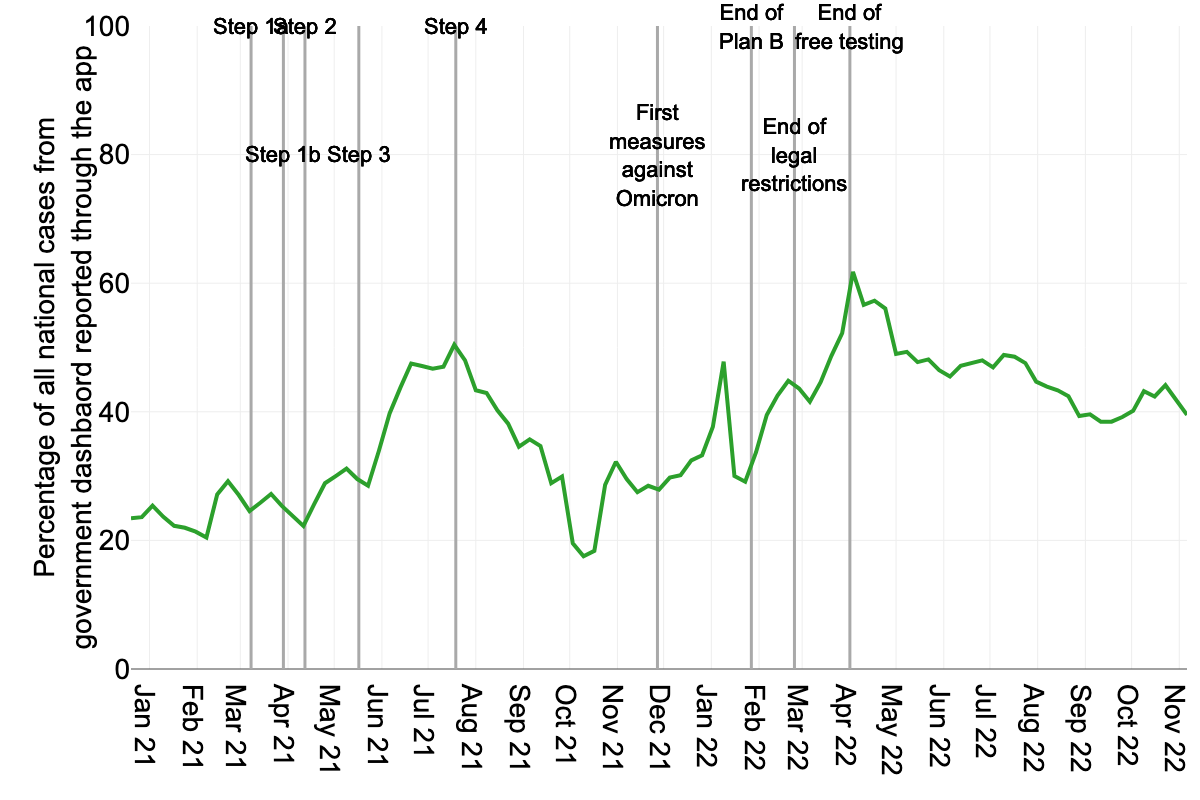 Percentage of all national cases from
government dashbaord reported through the app
100
80
60
40
20
0
Step 1a
Step 2
Step 1b
Step 3
Step 4
First
measures
against
Omicron
End of
Plan B
End of
legal
restrictions
End of
free testing
Jan 21
Feb 21
Mar 21
Apr 21
May 21
Jun 21
Jul 21
Aug 21
Sep 21
Oct 21
Nov 21
Dec 21
Jan 22
Feb 22
Mar 22
Apr 22
May 22
Jun 22
Jul 22
Aug 22
Sep 22
Oct 22
Nov 22